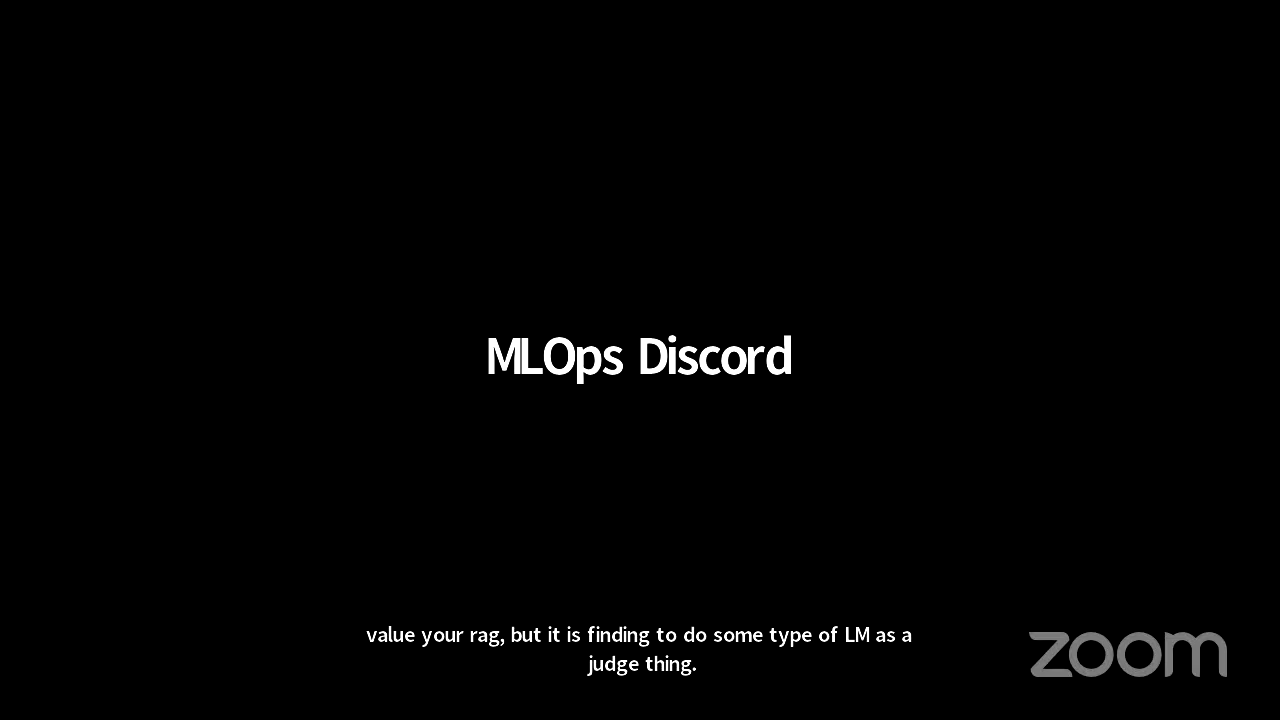 MLOps Discord
value your rag, but it is finding to do some type of LM as a
judge thing.
zoom